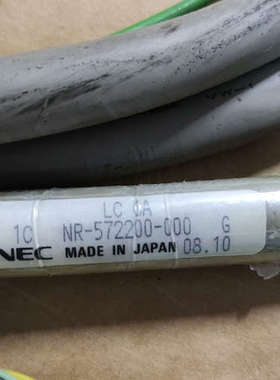 LC CA
1C NR-572200-000 G
NEC MADE IN JAPAN 08.10